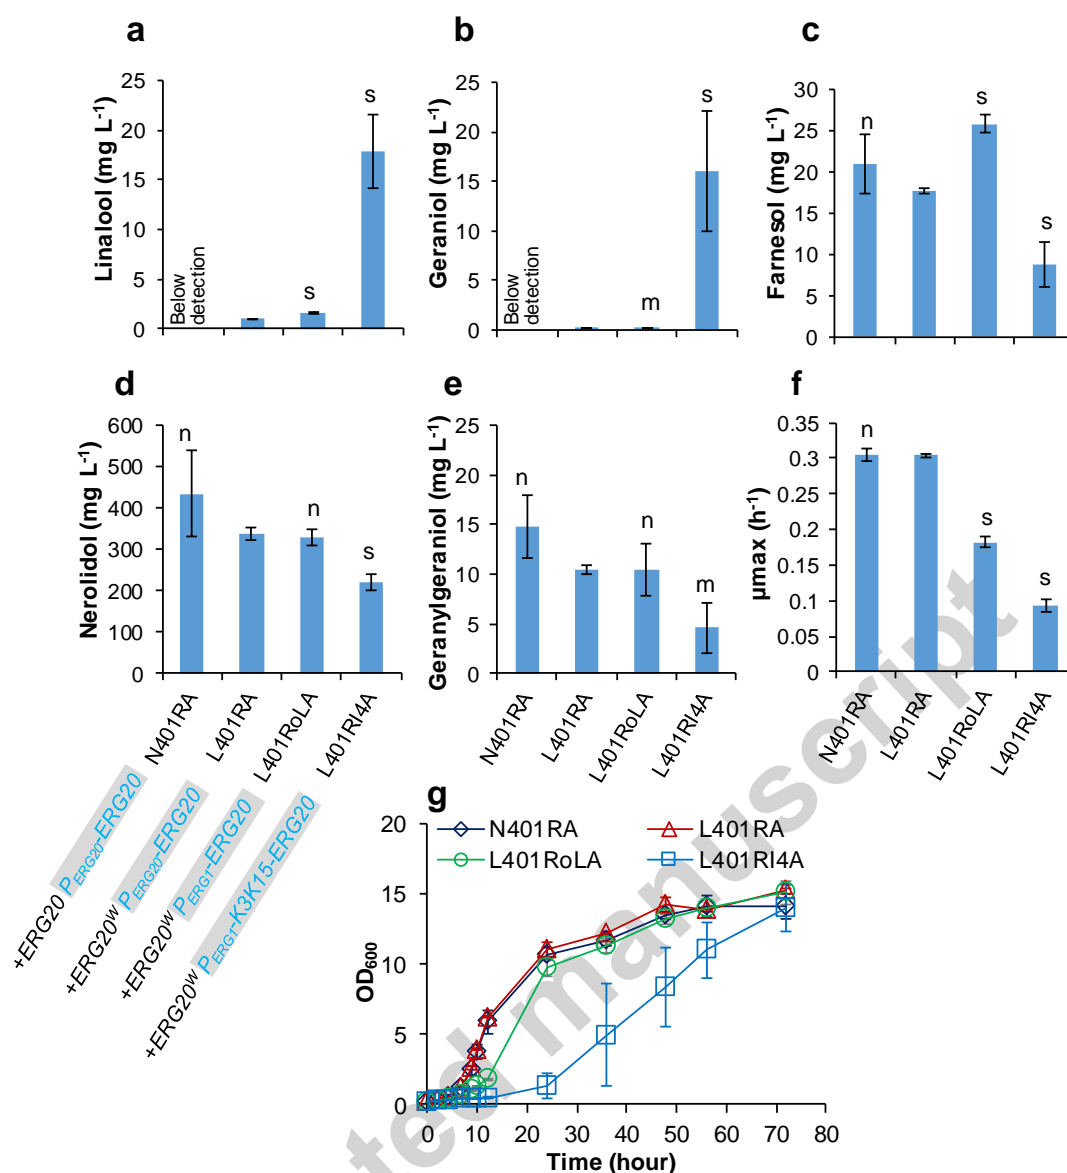 a
Linalool (mg L-1)
25
20
15
10
5
0
Below
detection
s
s
b
Geraniol (mg L-1)
25
20
15
10
5
0
Below
detection
m
s
c
Farnesol (mg L-1)
30
25
20
15
10
5
0
n
s
s
d
Nerolidol (mg L-1)
600
500
400
300
200
100
0
n
n
s
e
Geranylgeraniol (mg L-1)
25
20
15
10
5
0
n
n
m
f
µmax (h-1)
0.35
0.3
0.25
0.2
0.15
0.1
0.05
0
n
s
s
N401RA
L401RA
L401RoLA
L401RI4A
N401RA
L401RA
L401RoLA
L401RI4A
+ERG20 PERG20-ERG20
+ERG20W PERG20-ERG20
+ERG20W PERG1-ERG20
+ERG20W PERG1-K3K15-ERG20
g
N401RA
L401RA
L401RoLA
L401RI4A
OD600
20
15
10
5
0
0 10 20 30 40 50 60 70 80
Time (hour)
ted manuscript